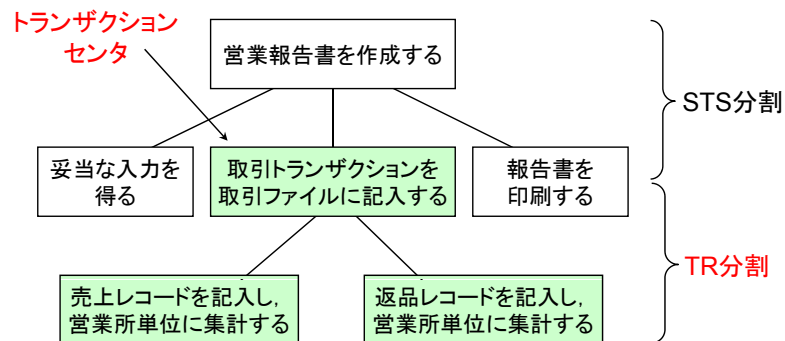 トランザクション
センタ
営業報告書を作成する
STS分割
妥当な入力を
得る
取引トランザクションを
取引ファイルに記入する
報告書を
印刷する
TR分割
売上レコードを記入し,
営業所単位に集計する
返品レコードを記入し,
営業所単位に集計する